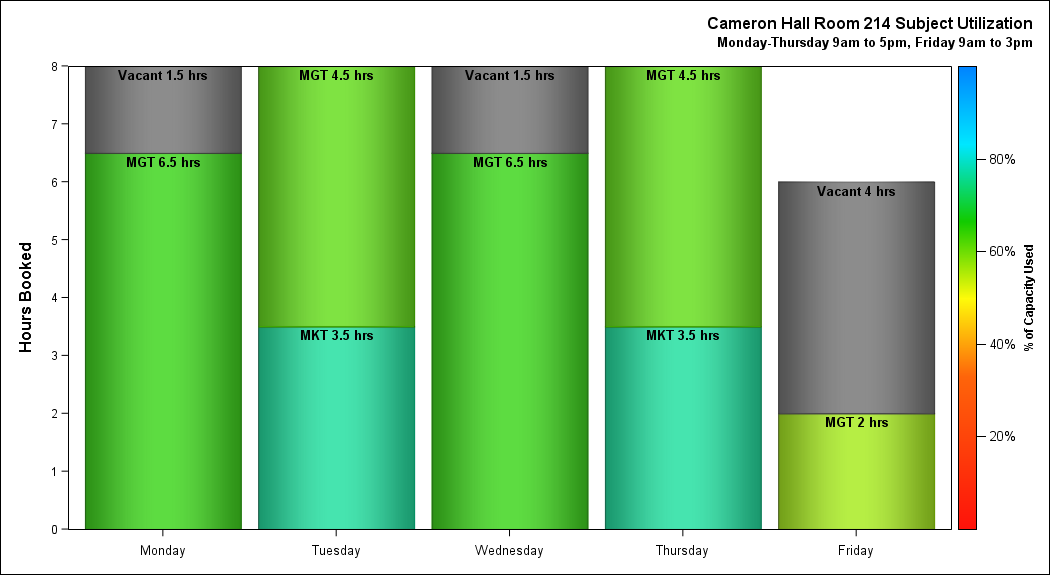 Cameron Hall Room 214 Subject Utilization
Monday-Thursday 9am to 5pm, Friday 9am to 3pm
Hours Booked
8
7
6
5
4
3
2
1
0
Vacant 1.5 hrs
MGT 6.5 hrs
MGT 4.5 hrs
MKT 3.5 hrs
Vacant 1.5 hrs
MGT 6.5 hrs
MGT 4.5 hrs
MKT 3.5 hrs
Vacant 4 hrs
MGT 2 hrs
Monday
Tuesday
Wednesday
Thursday
Friday
80%
60%
40%
20%
% of Capacity Used